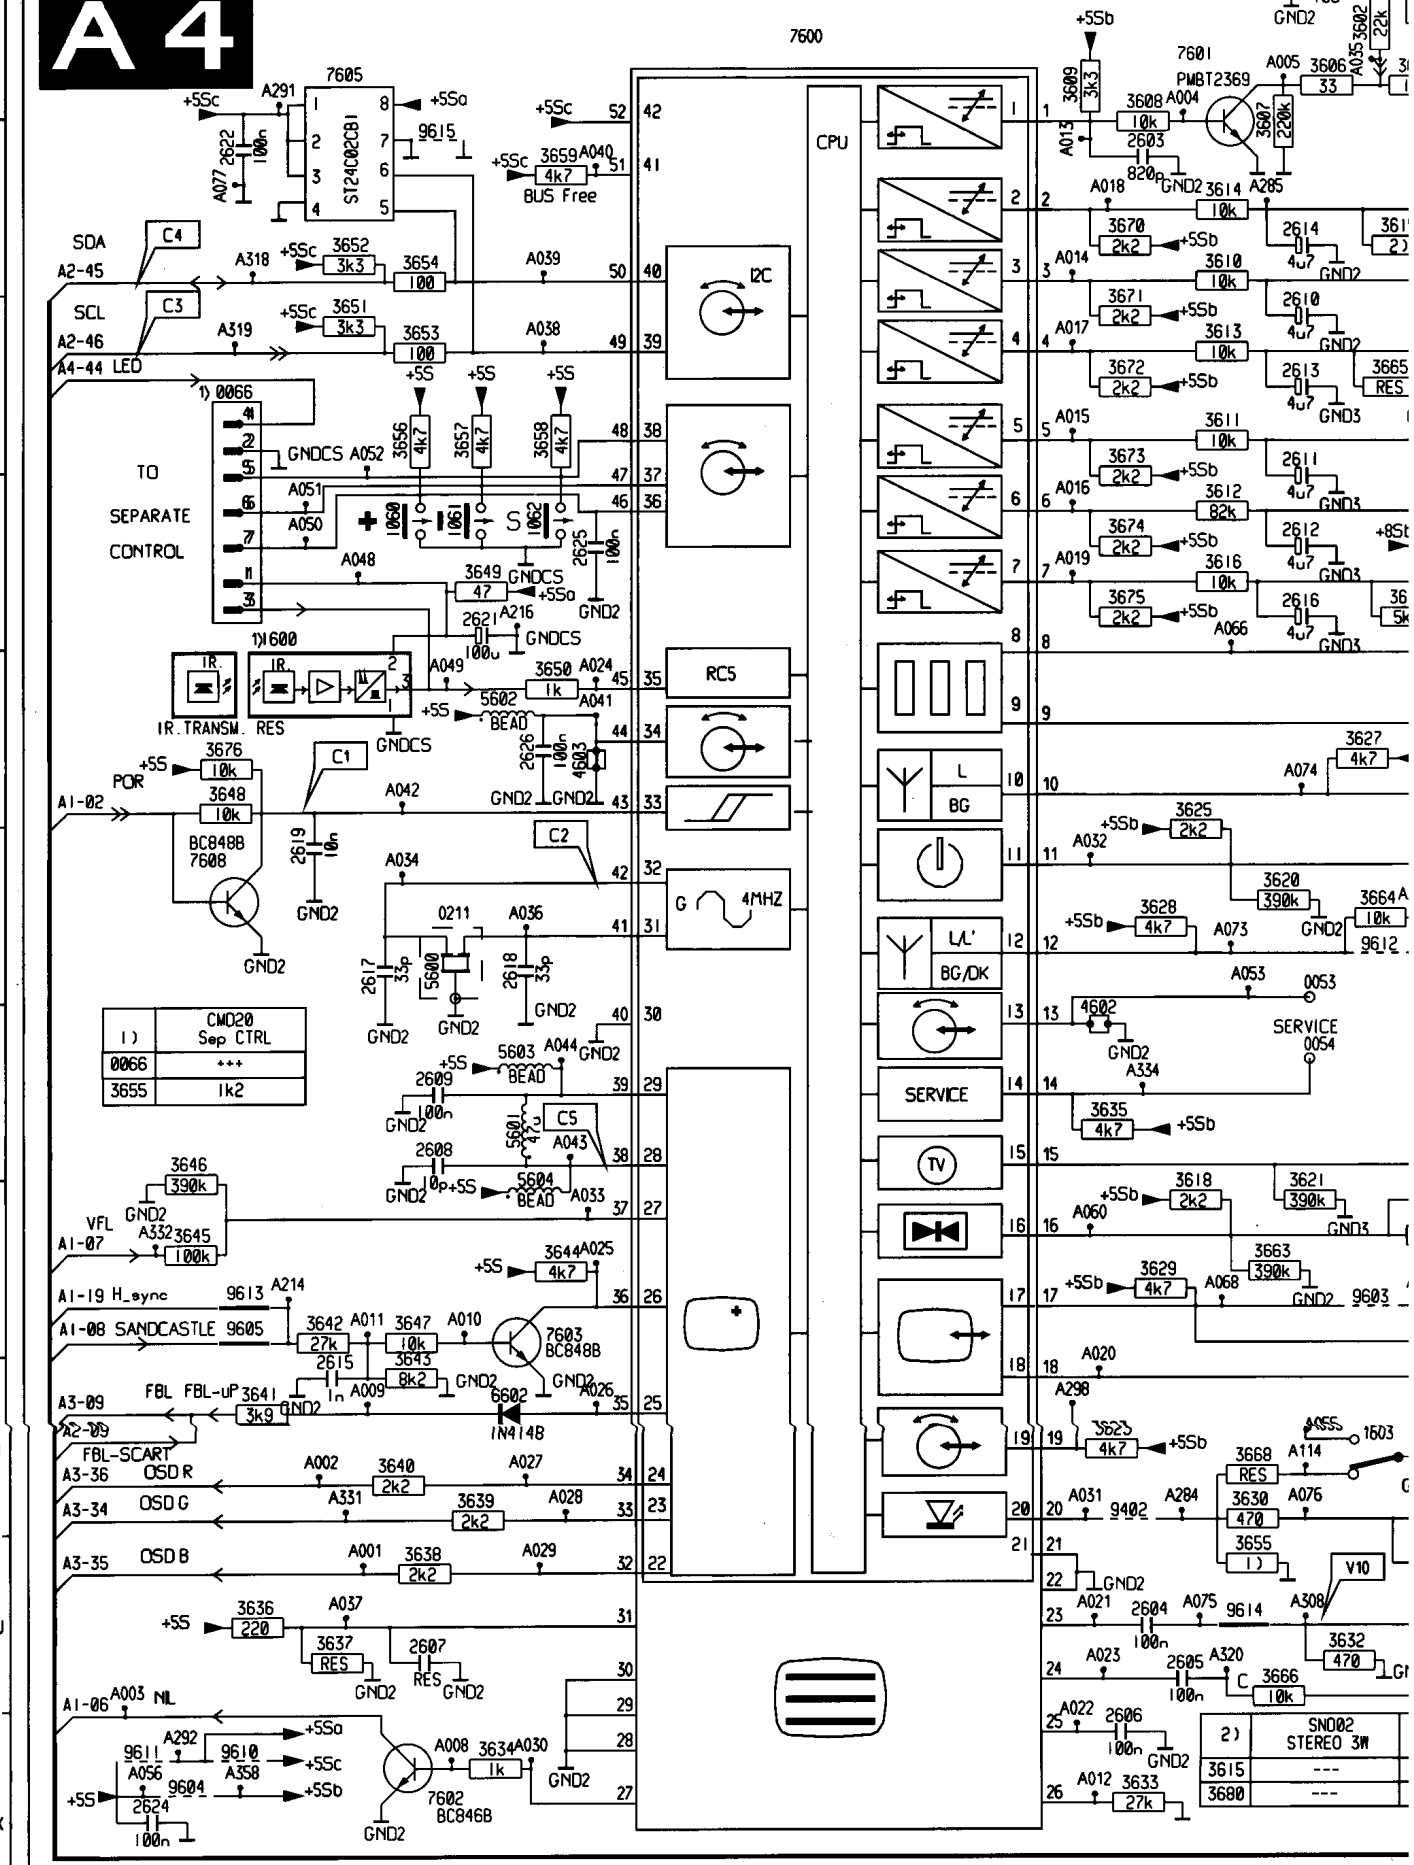 A 4
7600
+5Sb
GND2
3602
22k
A035
7605
A291
+5Sc
1
2
3
4
8
7
6
5
ST24C02CB1
+5Sa
9615
2622
100n
A077
+5Sc
52
42
+5Sc
3659
4k7
A040
51
41
BUS Free
CPU
1
1
3609
3k3
A013
3608
10k
A004
7601
PMBT2369
A005
3606
33
3607
220k
2603
820p
GND2
A285
SDA
C4
A2-45
A318
+5Sc
3652
3k3
3654
100
A039
50
40
I2C
SCL
C3
A2-46
A319
+5Sc
3651
3k3
3653
100
A038
49
39
A4-44 LED
2
2
A018
3670
2k2
+5Sb
3614
10k
2614
4u7
GND2
2)
3
3
A014
3671
2k2
+5Sb
3610
10k
2610
4u7
GND2
4
4
A017
3672
2k2
+5Sb
3613
10k
2613
4u7
GND3
3665
RES
1) 0066
TO
SEPARATE
CONTROL
GNDCS
A052
A051
A050
A048
+5S
+5S
+5S
3656
4k7
3657
4k7
3658
4k7
48
38
47
37
46
36
+
1060
-
1061
S
1062
GNDCS
2625
100n
GND2
3649
47
+5Sa
2621
100u
A216
GNDCS
5
5
A015
3673
2k2
+5Sb
3611
10k
2611
4u7
GND3
6
6
A016
3674
2k2
+5Sb
3612
82k
2612
4u7
GND3
+8Sb
7
7
A019
3675
2k2
+5Sb
3616
10k
2616
4u7
GND3
8
8
A066
9
9
1)1600
IR.
IR.
2
3
1
IR.TRANSM. RES
GNDCS
A049
3650
1k
A024
45
35
RC5
+5S
5602
BEAD
A041
44
34
2626
100n
4603
GND2
GND2
POR
+5S
3676
10k
A1-02
3648
10k
C1
A042
43
33
BC848B
7608
GND2
2619
10n
GND2
A034
C2
42
32
G
4MHZ
0211
A036
41
31
2617
33p
GND2
5600
GND2
2618
33p
GND2
40
30
GND2
L
BG
10
10
A074
3627
4k7
11
11
A032
+5Sb
3625
2k2
3620
390k
GND2
L/L'
BG/DK
12
12
+5Sb
3628
4k7
A073
3664
10k
9612
13
13
4602
GND2
A053
0053
SERVICE
0054
SERVICE
14
14
A334
3635
4k7
+5Sb
1)
CMD20
Sep CTRL
0066
+++
3655
1k2
+5S
5603
BEAD
A044
39
29
2609
100n
GND2
5601
47u
C5
A043
38
28
2608
10p
GND2
+5S
5604
BEAD
A033
37
27
3646
390k
GND2
VFL
A1-07
A332
3645
100k
TV
15
15
3621
390k
GND3
16
16
A060
+5Sb
3618
2k2
3663
390k
GND2
+5S
3644
4k7
A025
36
26
A1-19 H_sync
9613
A214
A1-08 SANDCASTLE
9605
3642
27k
A011
3647
10k
A010
7603
BC848B
GND2
2615
1n
GND2
3643
8k2
GND2
17
17
+5Sb
3629
4k7
A068
9603
18
18
A020
A298
A3-09
FBL
FBL-uP
3641
3k9
A009
6602
1N4148
A026
35
25
A2-09
FBL-SCART
A3-36
OSD R
A002
3640
2k2
A027
34
24
A3-34
OSD G
A331
3639
2k2
A028
33
23
A3-35
OSD B
A001
3638
2k2
A029
32
22
19
19
3623
4k7
+5Sb
A055
1603
3668
RES
A114
20
20
A031
9402
A284
3630
470
A076
3655
1)
21
21
22
GND2
V10
+5S
3636
220
A037
31
3637
RES
GND2
2607
RES
GND2
30
29
28
27
GND2
23
A021
2604
100n
A075
9614
A308
3632
470
24
A023
2605
100n
A320
C
3666
10k
25
A022
2606
100n
GND2
26
A012
3633
27k
A1-06
A003
NIL
+5Sa
A292
9611
9610
+5Sc
A056
9604
A358
+5Sb
+5S
2624
100n
A008
3634
1k
A030
7602
BC846B
GND2
2)
SND02
STEREO 3W
3615
---
3680
---